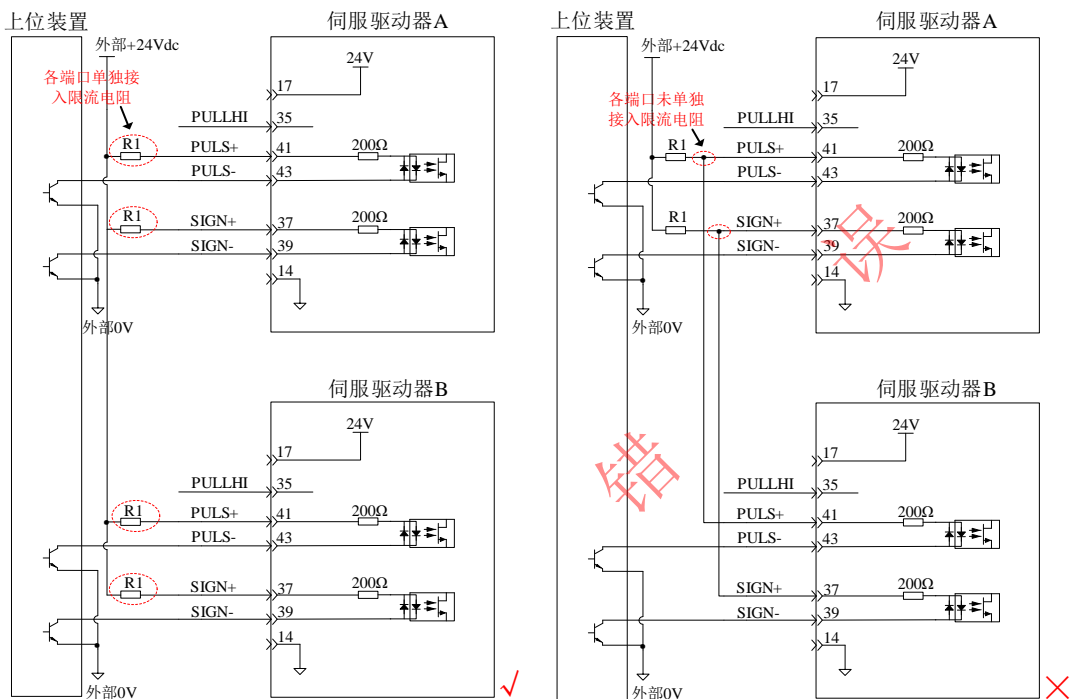 上位装置
伺服驱动器A
外部+24Vdc
24V
各端口单独接
入限流电阻
17
PULLHI
35
R1
PULS+
41
200Ω
PULS-
43
R1
SIGN+
37
200Ω
SIGN-
39
14
外部0V
伺服驱动器B
24V
17
PULLHI
35
R1
PULS+
41
200Ω
PULS-
43
R1
SIGN+
37
200Ω
SIGN-
39
14
外部0V
√
上位装置
伺服驱动器A
外部+24Vdc
24V
各端口未单独
接入限流电阻
17
PULLHI
35
R1
PULS+
41
200Ω
PULS-
43
R1
SIGN+
37
200Ω
SIGN-
39
14
外部0V
错误
伺服驱动器B
24V
17
PULLHI
35
PULS+
41
200Ω
PULS-
43
SIGN+
37
200Ω
SIGN-
39
14
外部0V
×